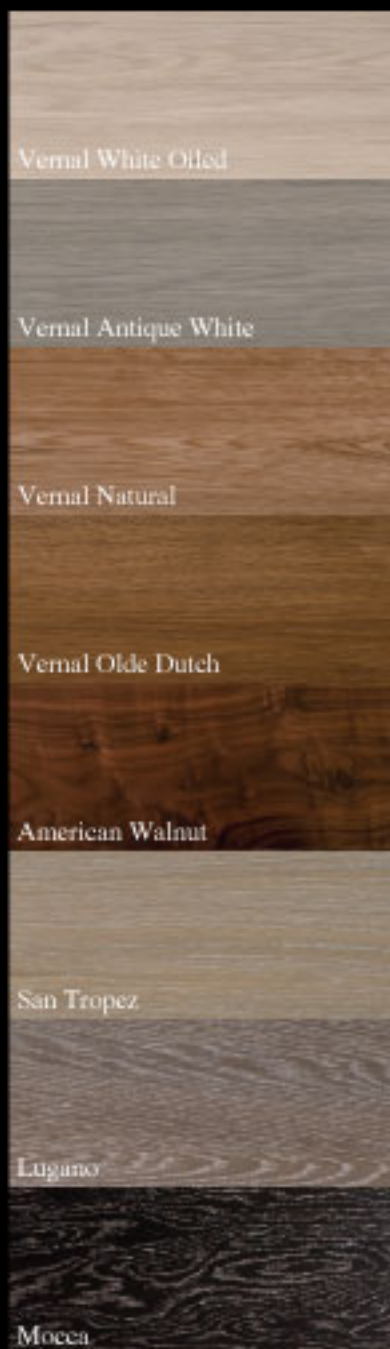 Vernal White Oiled
Vernal Antique White
Vernal Natural
Vernal Olde Dutch
American Walnut
San Tropez
Lugano
Mocca